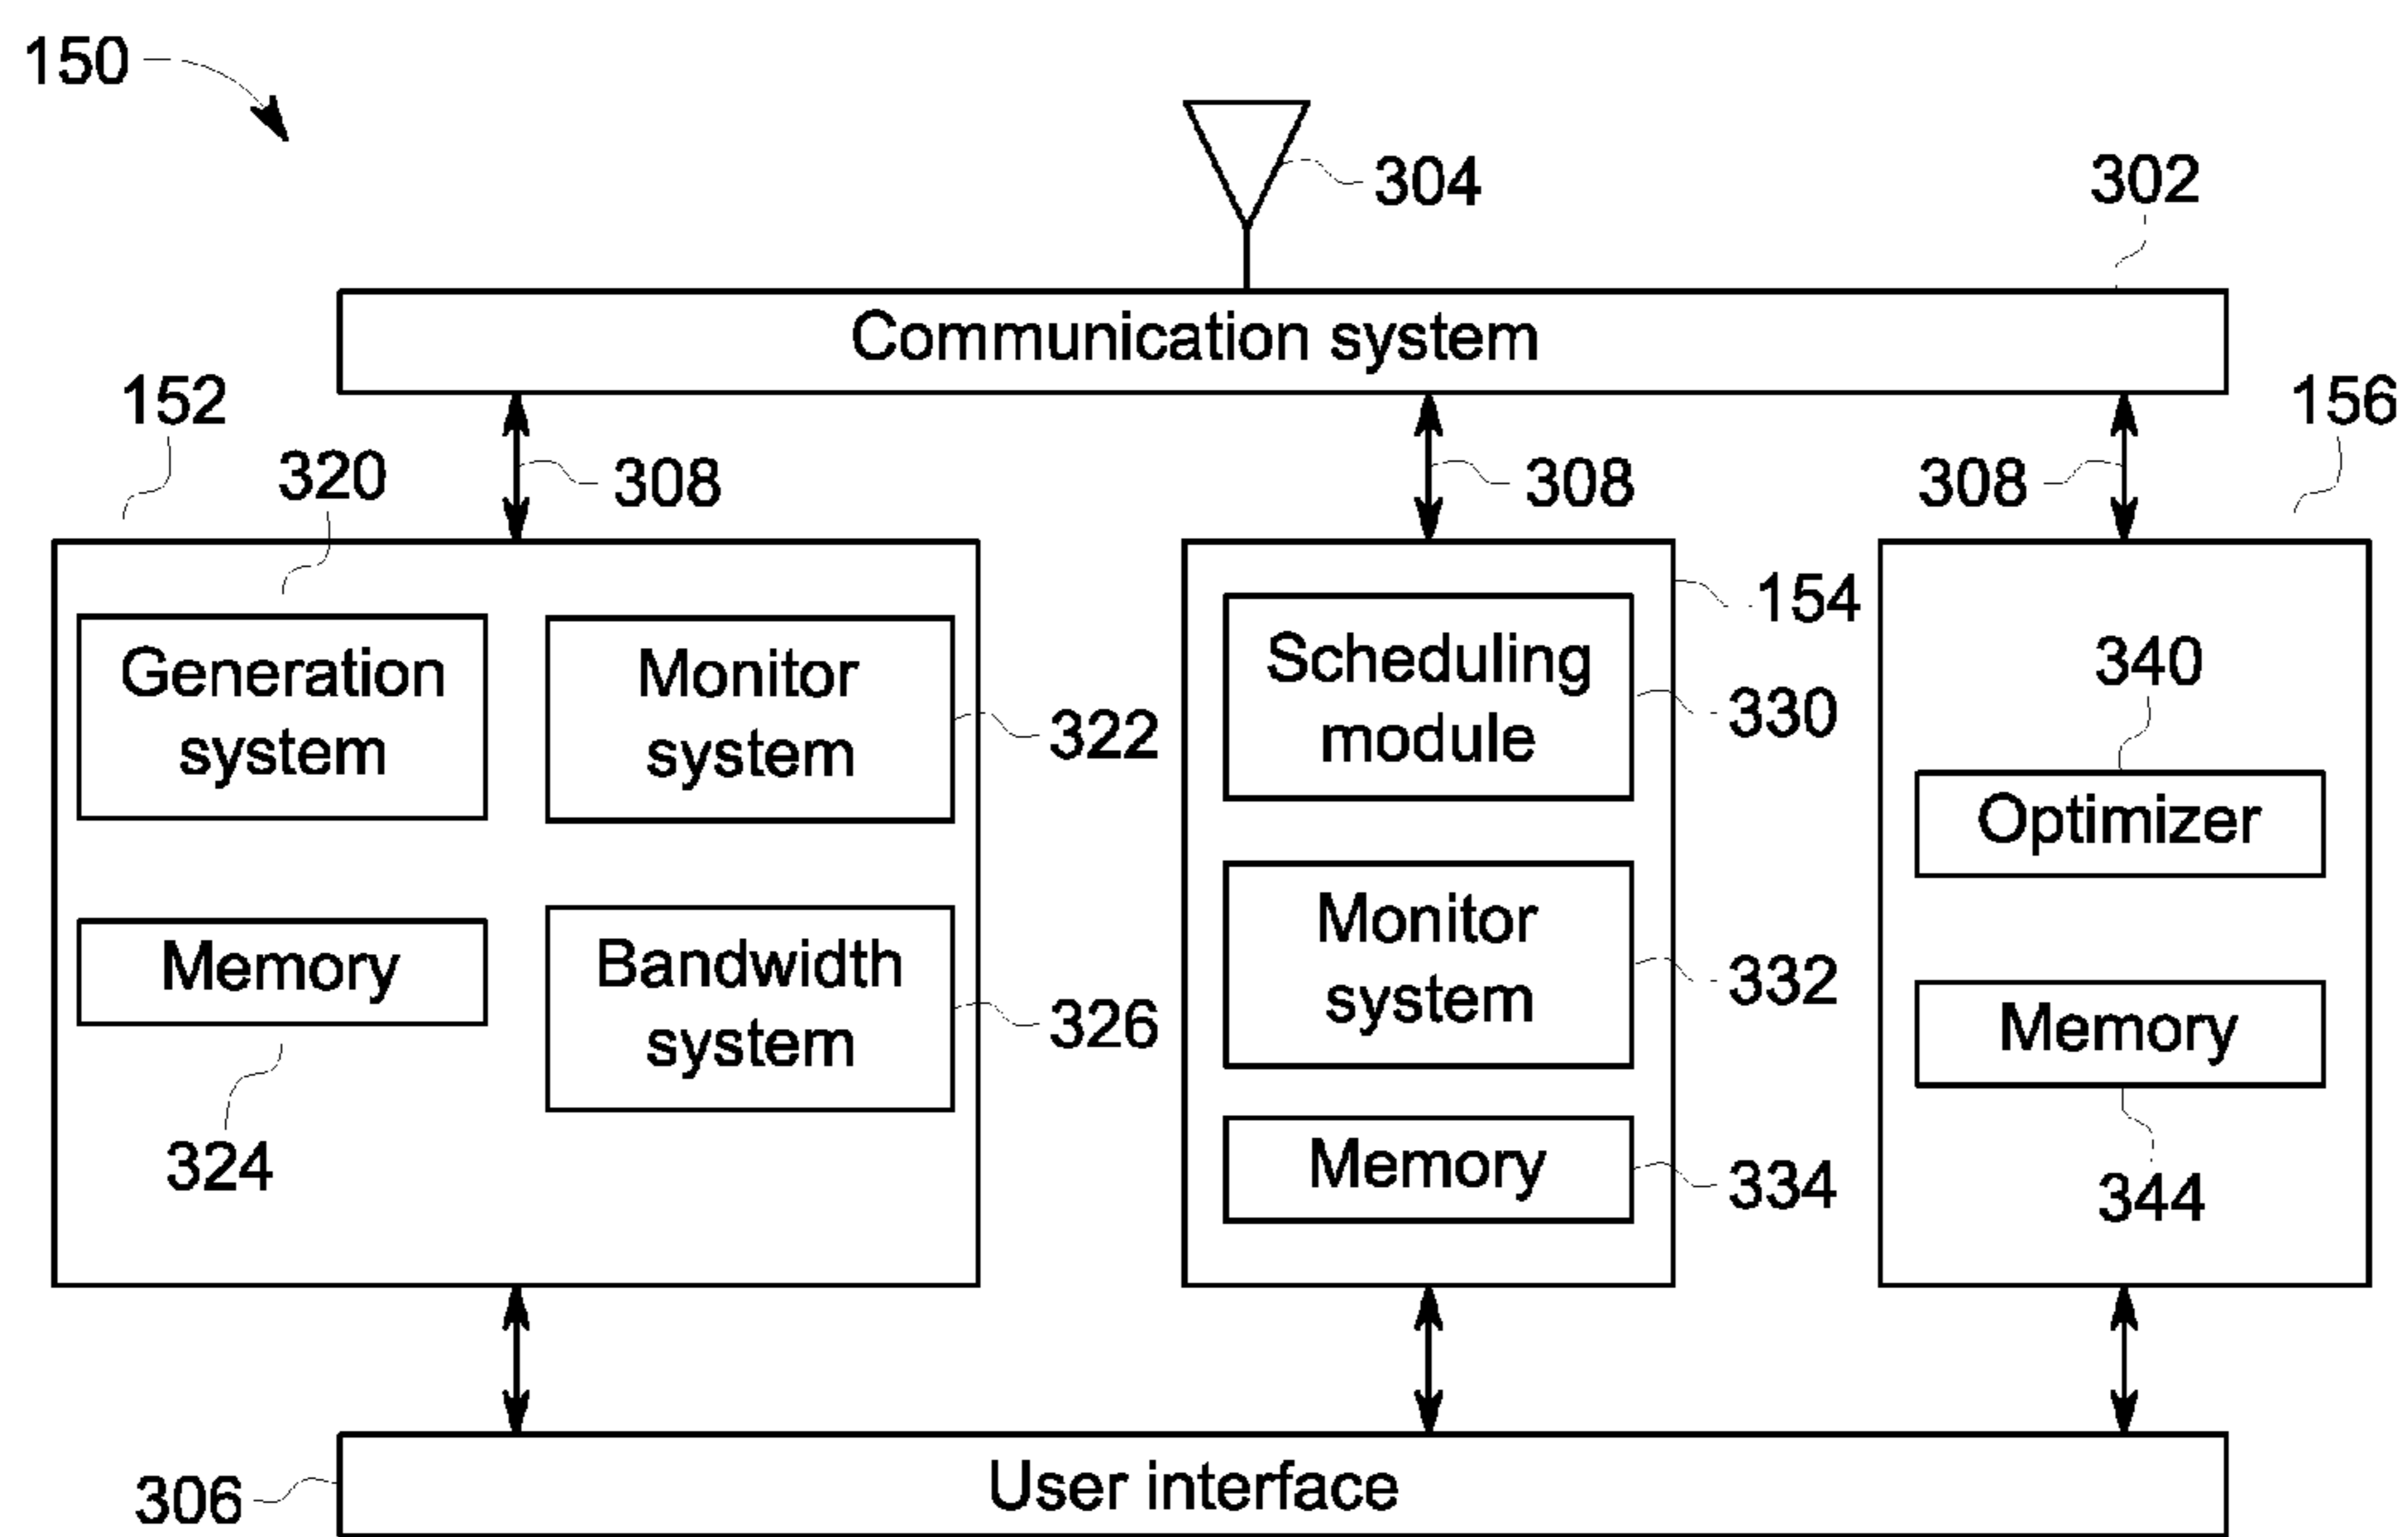 150
304
302
Communication system
152
156
320
308
308
308
154
Generation
system
Monitor
system
322
Scheduling
module
330
340
Optimizer
Memory
324
Bandwidth
system
326
Monitor
system
332
Memory
334
Memory
344
306
User interface